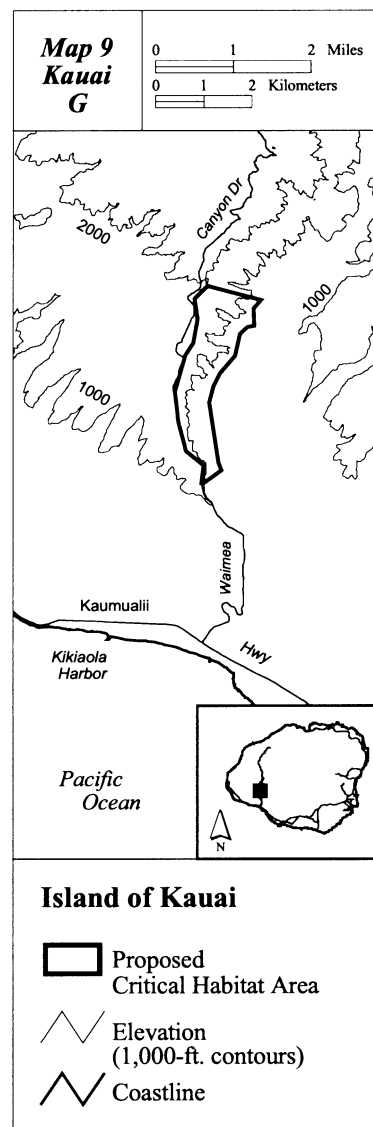 Map 9
Kauai
G
0 1 2 Miles
0 1 2 Kilometers
Canyon Dr
2000
1000
1000
Waimea
Kaumualii
Hwy
Kikiaola
Harbor
Pacific
Ocean
N
Island of Kauai
Proposed
Critical Habitat Area
Elevation
(1,000-ft. contours)
Coastline